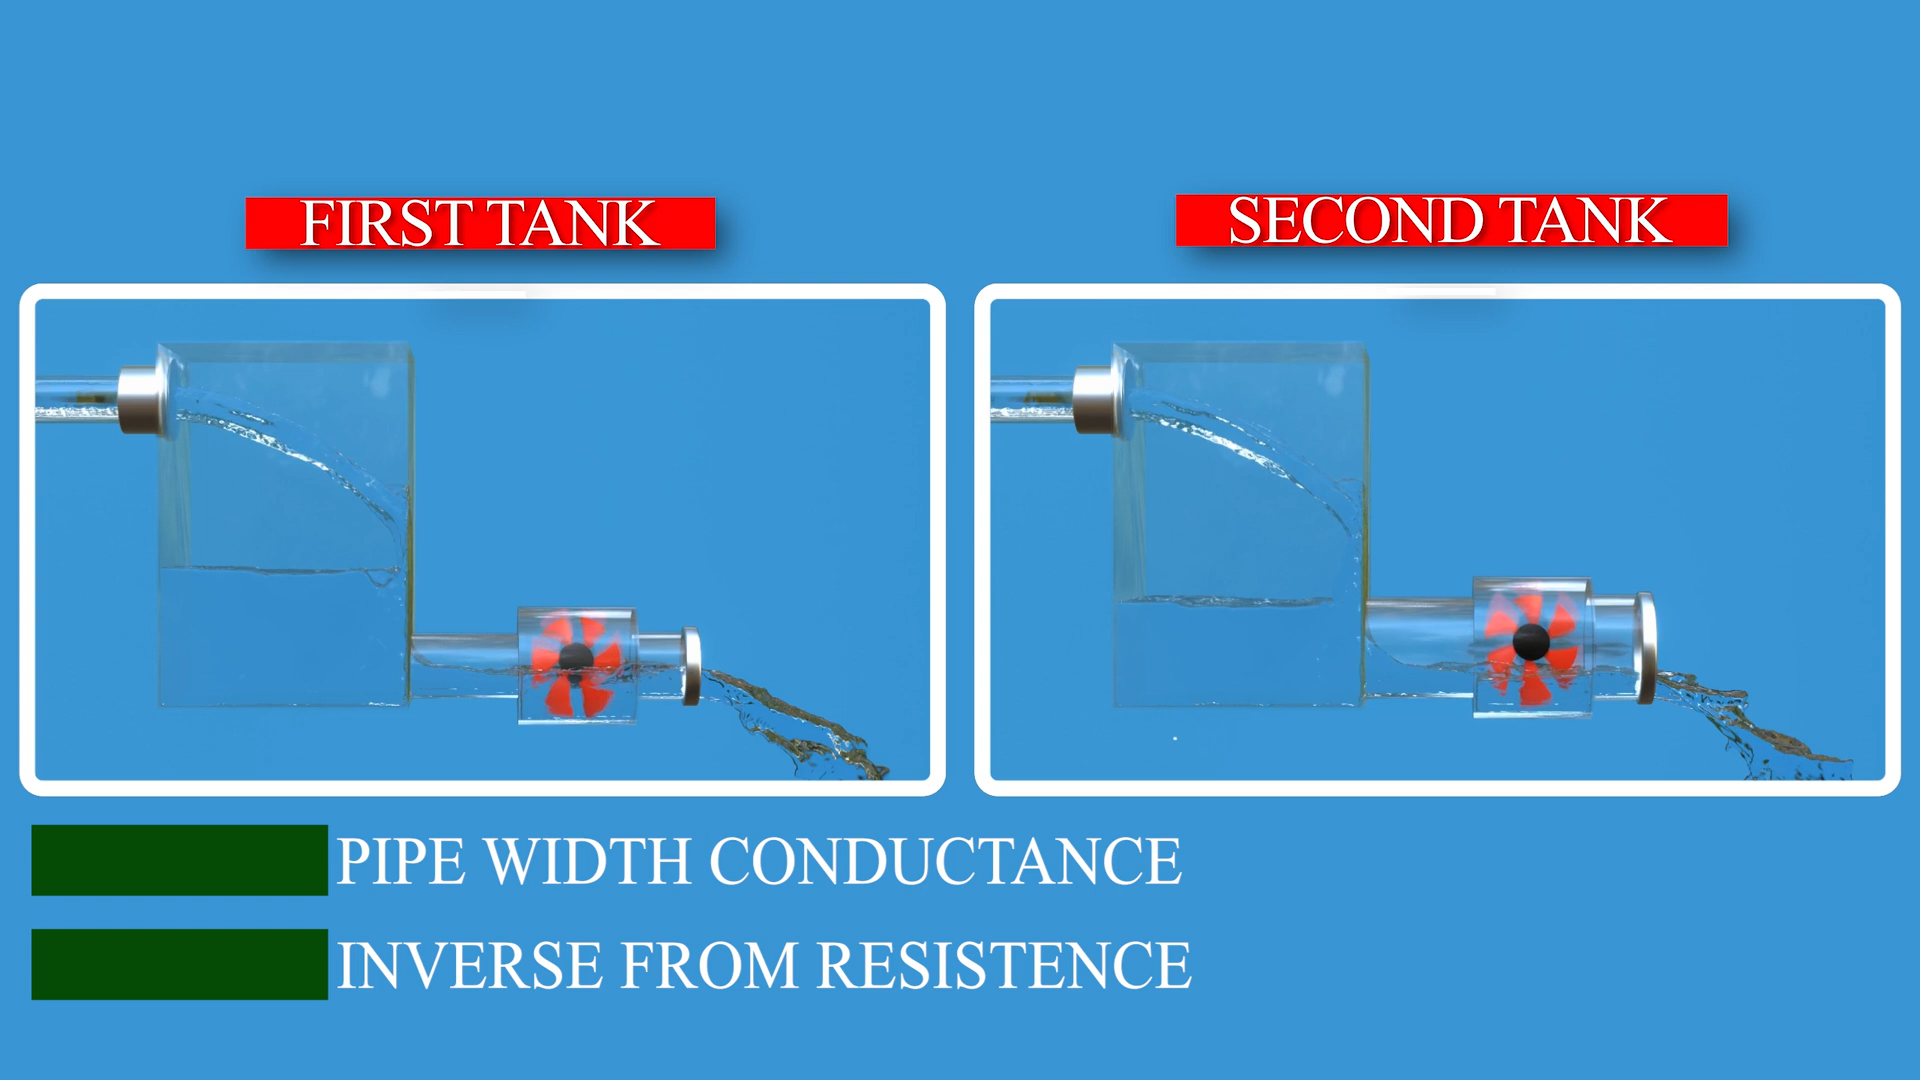 FIRST TANK
SECOND TANK
PIPE WIDTH CONDUCTANCE
INVERSE FROM RESISTENCE